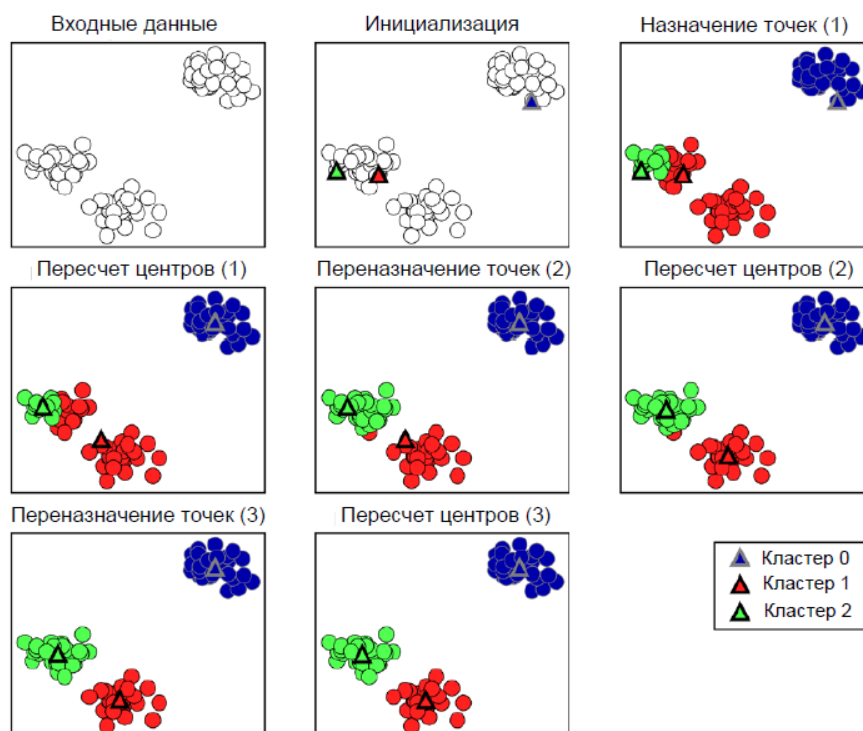 Входные данные
Инициализация
Назначение точек (1)
Пересчет центров (1)
Переназначение точек (2)
Пересчет центров (2)
Переназначение точек (3)
Пересчет центров (3)
Кластер 0
Кластер 1
Кластер 2